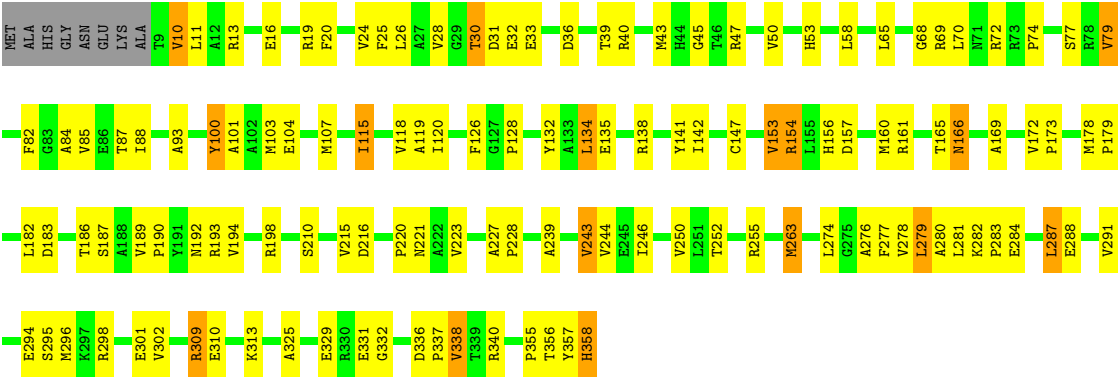 MET ALA HIS GLY ASN GLU LYS ALA T9 V10 L11 A12 R13 E16 R19 F20 V24 F25 L26 A27 V28 G29 T30 D31 E32 E33 D36 T39 R40 M43 H44 G45 T46 R47 V50 H53 L58 L65 G68 R69 L70 N71 R72 R73 P74 S77 R78 V79
F82 G83 A84 V85 E86 T87 I88 A93 Y100 A101 A102 M103 E104 M107 I115 V118 A119 I120 F126 G127 P128 Y132 A133 L134 E135 R138 Y141 I142 C147 V153 R154 L155 H156 D157 M160 R161 T165 N166 A169 V172 P173 M178 P179
L182 D183 T186 S187 A188 V189 P190 Y191 N192 R193 V194 R198 S210 V215 D216 P220 N221 A222 V223 A227 P228 A239 V243 V244 E245 I246 V250 L251 T252 R255 M263 L274 G275 A276 F277 V278 L279 A280 L281 K282 P283 E284 L287 E288 V291
E294 S295 M296 K297 R298 E301 V302 R309 E310 K313 A325 E329 R330 E331 G332 D336 P337 V338 T339 R340 P355 T356 Y357 H358